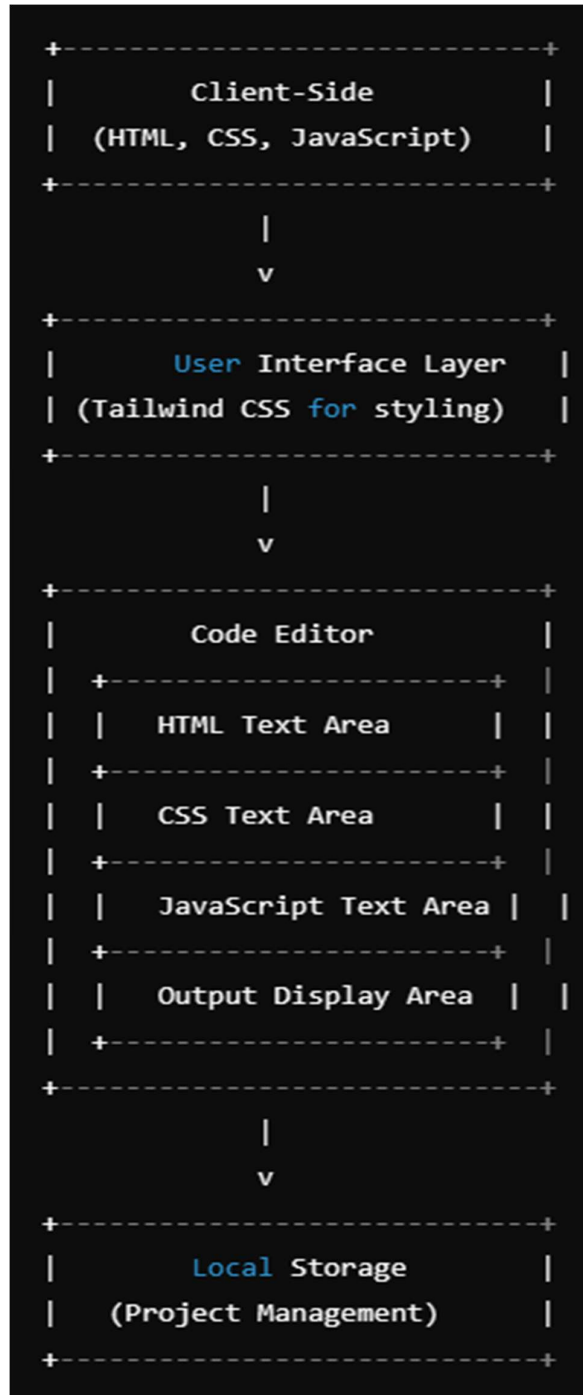 +-----------------------------+
|        Client-Side          |
|  (HTML, CSS, JavaScript)    |
+-----------------------------+
             |
             v
+-----------------------------+
|       User Interface Layer   |
| (Tailwind CSS for styling)   |
+-----------------------------+
             |
             v
+-----------------------------+
|        Code Editor          |
|  +-----------------------+  |
|  |   HTML Text Area      |  |
|  +-----------------------+  |
|  |   CSS Text Area       |  |
|  +-----------------------+  |
|  |   JavaScript Text Area |  |
|  +-----------------------+  |
|  |   Output Display Area  |  |
|  +-----------------------+  |
+-----------------------------+
             |
             v
+-----------------------------+
|        Local Storage        |
|   (Project Management)      |
+-----------------------------+